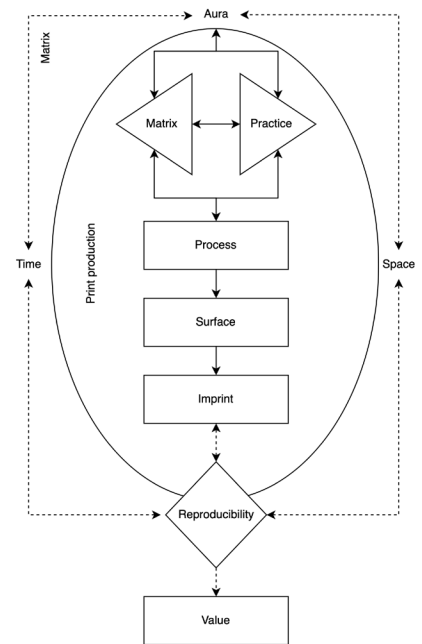 Aura
Matrix
Matrix
Practice
Print production
Process
Time
Space
Surface
Imprint
Reproducibility
Value